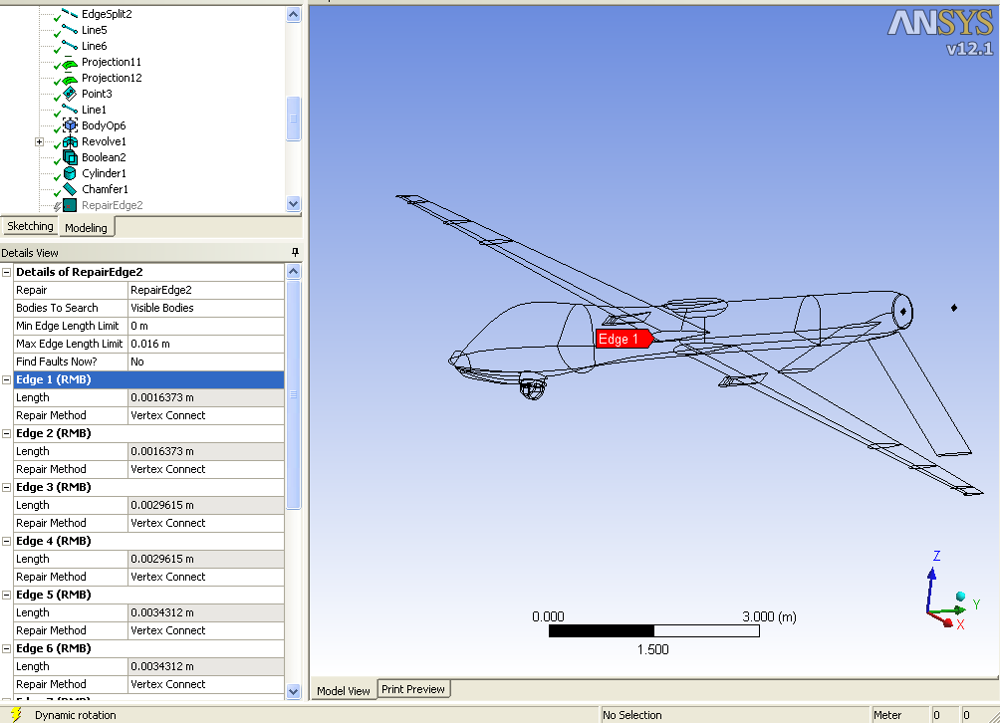 EdgeSplit2
Line5
Line6
Projection11
Projection12
Point3
Line1
BodyOp6
Revolve1
Boolean2
Cylinder1
Chamfer1
RepairEdge2
Sketching Modeling
Details View
Details of RepairEdge2
Repair RepairEdge2
Bodies To Search Visible Bodies
Min Edge Length Limit 0 m
Max Edge Length Limit 0.016 m
Find Faults Now? No
Edge 1 (RMB)
Length 0.0016373 m
Repair Method Vertex Connect
Edge 2 (RMB)
Length 0.0016373 m
Repair Method Vertex Connect
Edge 3 (RMB)
Length 0.0029615 m
Repair Method Vertex Connect
Edge 4 (RMB)
Length 0.0029615 m
Repair Method Vertex Connect
Edge 5 (RMB)
Length 0.0034312 m
Repair Method Vertex Connect
Edge 6 (RMB)
Length 0.0034312 m
Repair Method Vertex Connect
ANSYS
v12.1
Edge 1
Z
Y
X
0.000 3.000 (m)
1.500
Model View Print Preview
Dynamic rotation No Selection Meter 0 0